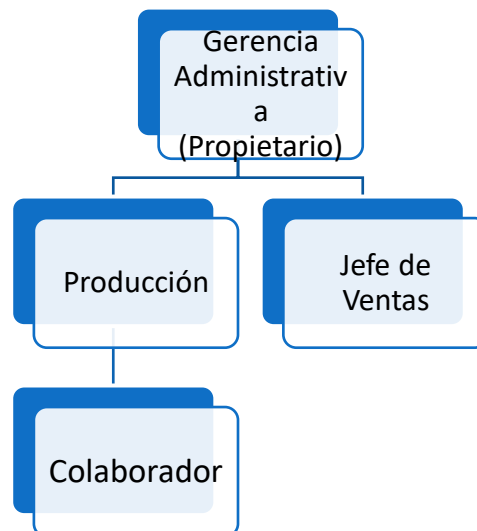 Gerencia
Administrativ
a
(Propietario)
Producción
Jefe de
Ventas
Colaborador